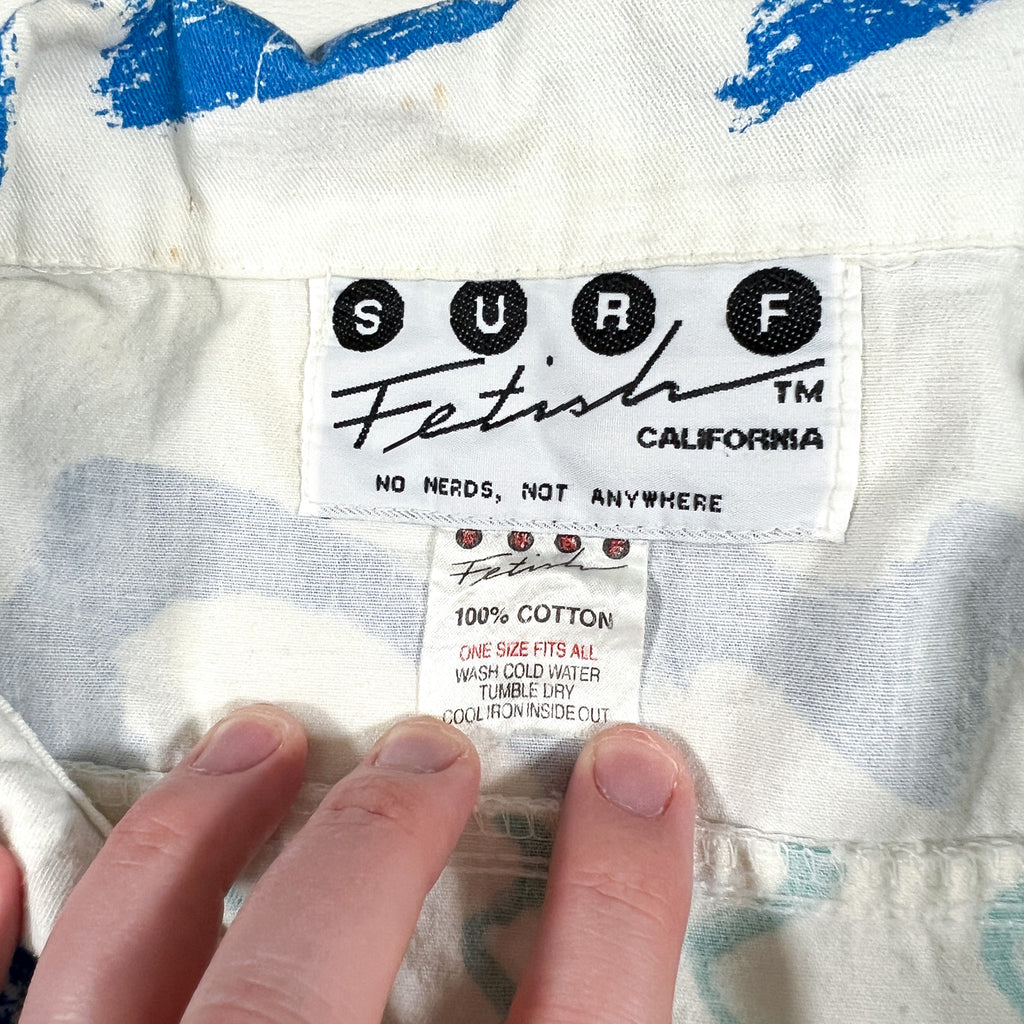 SURF
Fetish TM
CALIFORNIA
NO NERDS, NOT ANYWHERE
Fetish
100% COTTON
ONE SIZE FITS ALL
WASH COLD WATER
TUMBLE DRY
COOL IRON INSIDE OUT